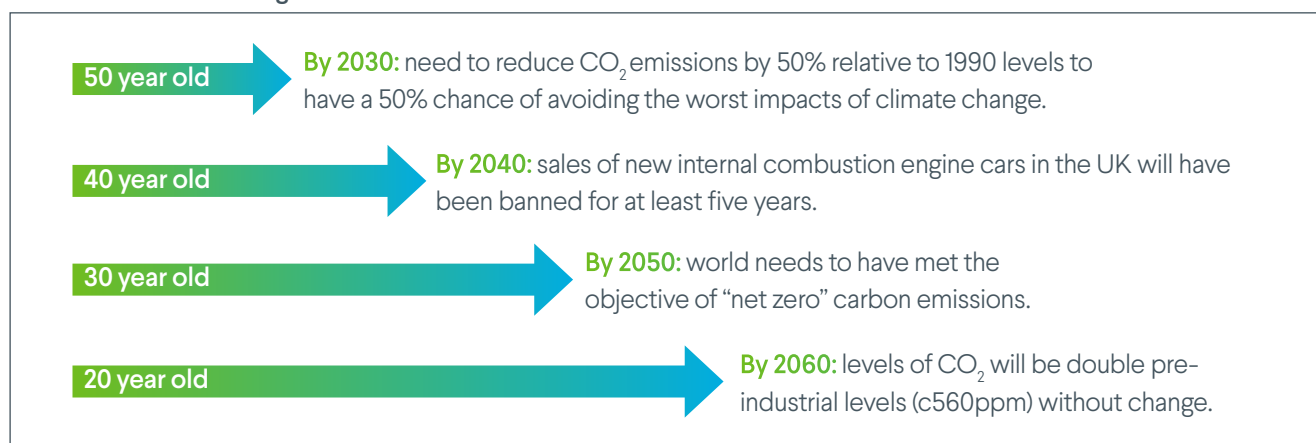 50 year old
By 2030: need to reduce CO₂ emissions by 50% relative to 1990 levels to
have a 50% chance of avoiding the worst impacts of climate change.
40 year old
By 2040: sales of new internal combustion engine cars in the UK will have
been banned for at least five years.
30 year old
By 2050: world needs to have met the
objective of “net zero” carbon emissions.
20 year old
By 2060: levels of CO₂ will be double pre-
industrial levels (c560ppm) without change.